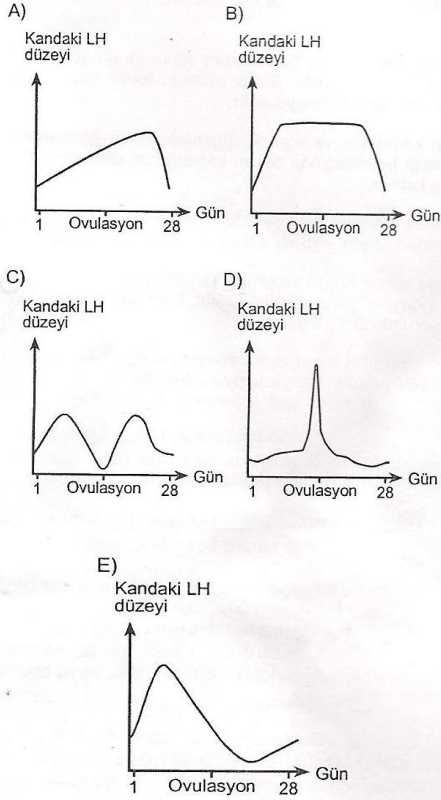 A)
Kandaki LH
düzeyi
Gün
1 Ovulasyon 28
B)
Kandaki LH
düzeyi
Gün
1 Ovulasyon 28
C)
Kandaki LH
düzeyi
Gün
1 Ovulasyon 28
D)
Kandaki LH
düzeyi
Gün
1 Ovulasyon 28
E)
Kandaki LH
düzeyi
Gün
1 Ovulasyon 28